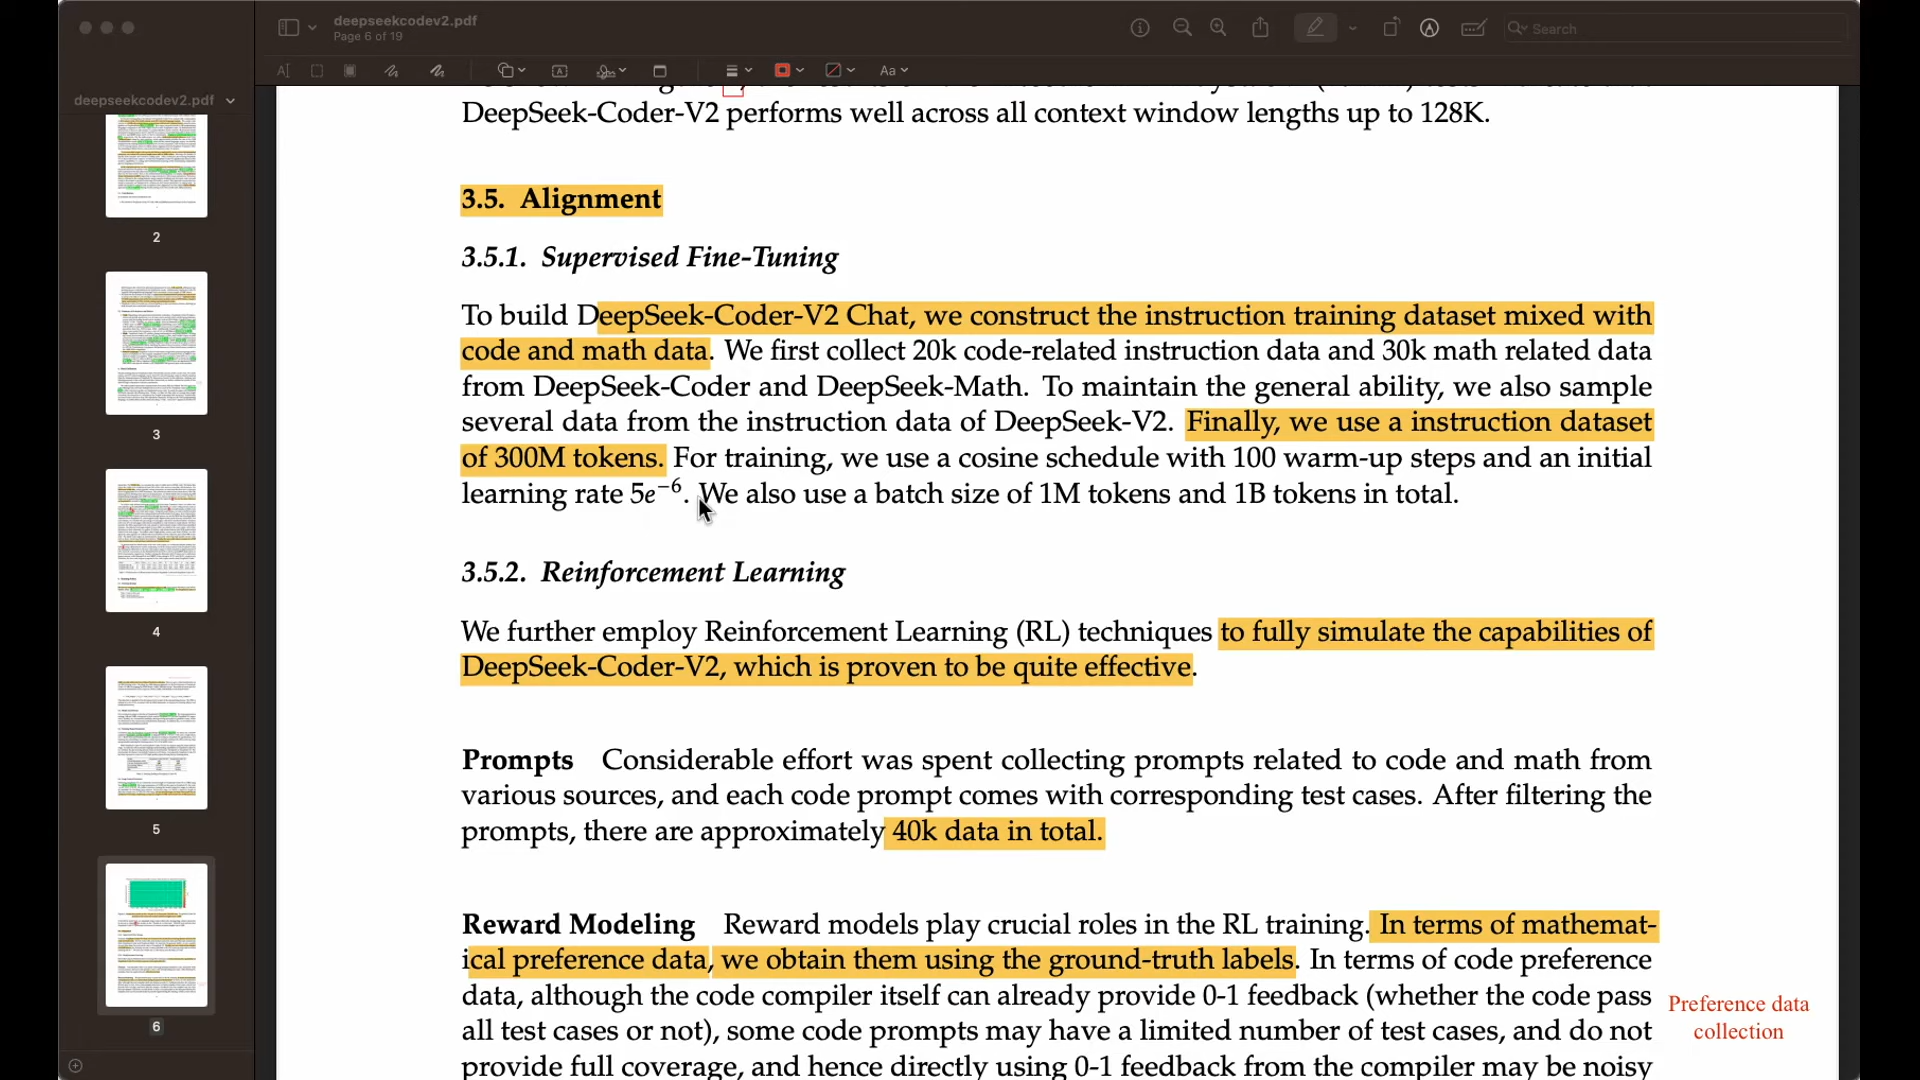 deepseekcodev2.pdf
Page 6 of 19
Search
Aa
deepseekcodev2.pdf
2
3
4
5
6
DeepSeek-Coder-V2 performs well across all context window lengths up to 128K.
3.5. Alignment
3.5.1. Supervised Fine-Tuning
To build DeepSeek-Coder-V2 Chat, we construct the instruction training dataset mixed with
code and math data. We first collect 20k code-related instruction data and 30k math related data
from DeepSeek-Coder and DeepSeek-Math. To maintain the general ability, we also sample
several data from the instruction data of DeepSeek-V2. Finally, we use a instruction dataset
of 300M tokens. For training, we use a cosine schedule with 100 warm-up steps and an initial
learning rate 5e⁻⁶. We also use a batch size of 1M tokens and 1B tokens in total.
3.5.2. Reinforcement Learning
We further employ Reinforcement Learning (RL) techniques to fully simulate the capabilities of
DeepSeek-Coder-V2, which is proven to be quite effective.
Prompts Considerable effort was spent collecting prompts related to code and math from
various sources, and each code prompt comes with corresponding test cases. After filtering the
prompts, there are approximately 40k data in total.
Reward Modeling Reward models play crucial roles in the RL training. In terms of mathemat-
ical preference data, we obtain them using the ground-truth labels. In terms of code preference
data, although the code compiler itself can already provide 0-1 feedback (whether the code pass
all test cases or not), some code prompts may have a limited number of test cases, and do not
provide full coverage, and hence directly using 0-1 feedback from the compiler may be noisy
Preference data
collection